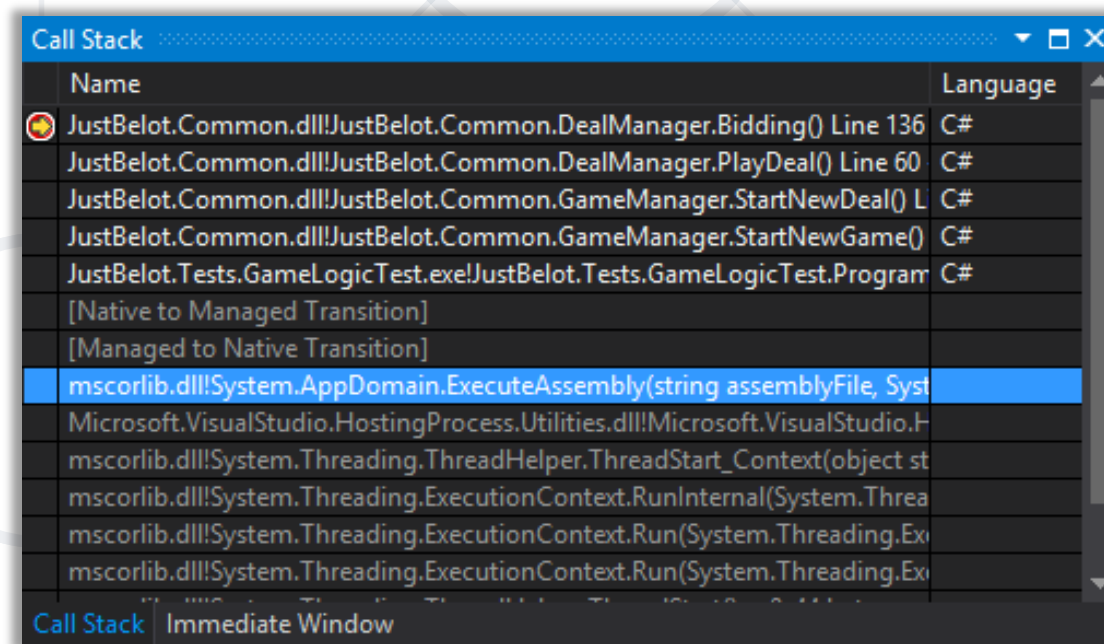 Call Stack
Name Language
JustBelot.Common.dll!JustBelot.Common.DealManager.Bidding() Line 136 C#
JustBelot.Common.dll!JustBelot.Common.DealManager.PlayDeal() Line 60 C#
JustBelot.Common.dll!JustBelot.Common.GameManager.StartNewDeal() L C#
JustBelot.Common.dll!JustBelot.Common.GameManager.StartNewGame() C#
JustBelot.Tests.GameLogicTest.exe!JustBelot.Tests.GameLogicTest.Program C#
[Native to Managed Transition]
[Managed to Native Transition]
mscorlib.dll!System.AppDomain.ExecuteAssembly(string assemblyFile, Syst
Microsoft.VisualStudio.HostingProcess.Utilities.dll!Microsoft.VisualStudio.H
mscorlib.dll!System.Threading.ThreadHelper.ThreadStart_Context(object st
mscorlib.dll!System.Threading.ExecutionContext.RunInternal(System.Threa
mscorlib.dll!System.Threading.ExecutionContext.Run(System.Threading.Ex
mscorlib.dll!System.Threading.ExecutionContext.Run(System.Threading.Ex
Call Stack Immediate Window